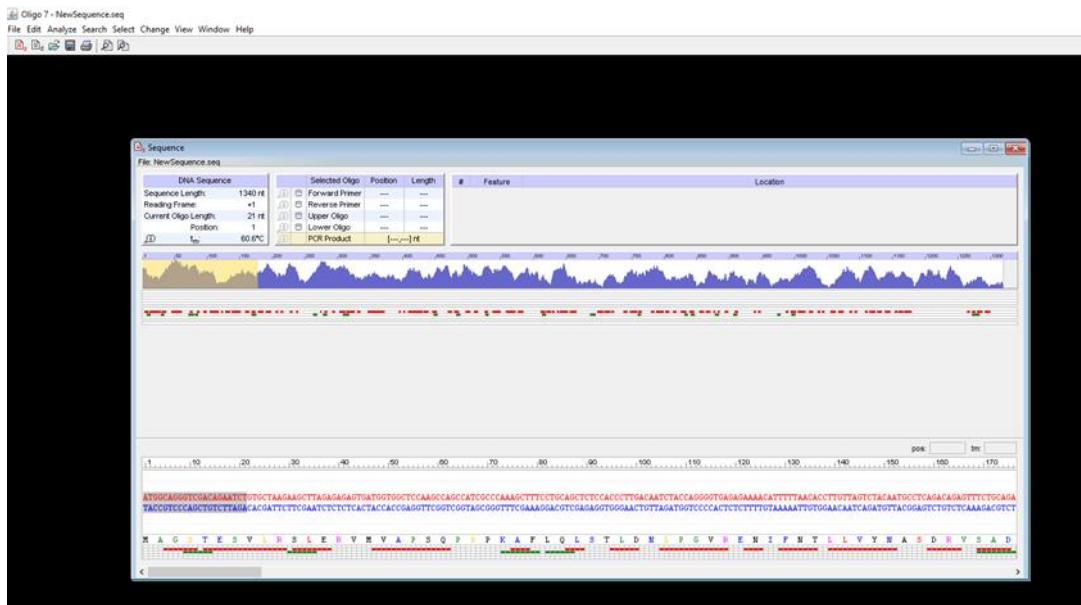 Oligo 7 - NewSequence.seq
File Edit Analyze Search Select Change View Window Help
Sequence
File: NewSequence.seq
DNA Sequence
Sequence Length: 1340 nt
Reading Frame: +1
Current Oligo Length: 21 nt
Position: 1
tm: 60.6°C
Selected Oligo Position Length
Forward Primer --- ---
Reverse Primer --- ---
Upper Oligo --- ---
Lower Oligo --- ---
PCR Product [---,---] nt
# Feature Location
pos: tm:
1 10 20 30 40 50 60 70 80 90 100 110 120 130 140 150 160 170
M A G S T E S V L R S L E R V M V A P S Q P S P K A F L Q L S T L D N L P G V R E N I F N T L L V Y N A S D R V S A D